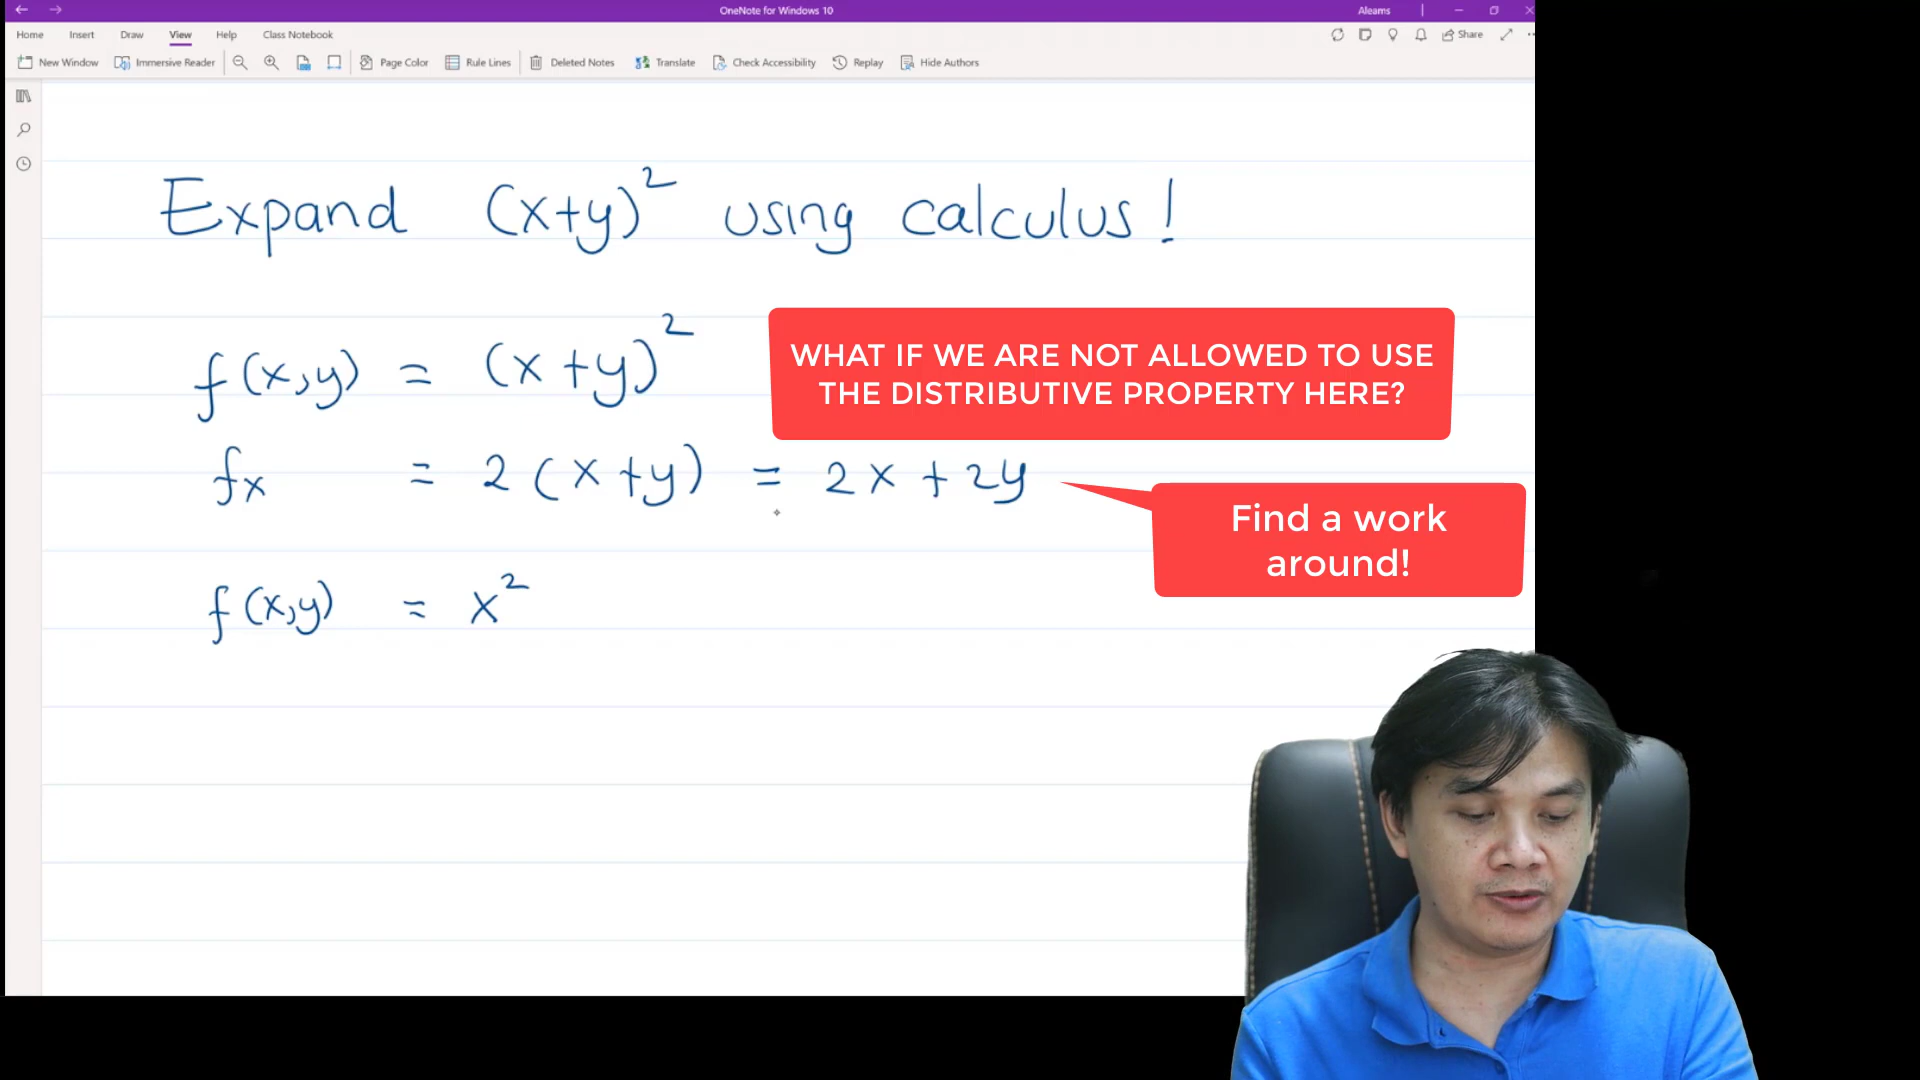 OneNote for Windows 10
Aleams
Home Insert Draw View Help Class Notebook
Share
New Window Immersive Reader Page Color Rule Lines Deleted Notes Translate Check Accessibility Replay Hide Authors
Expand (x+y)² using calculus!
f(x,y) = (x+y)²
WHAT IF WE ARE NOT ALLOWED TO USE
THE DISTRIBUTIVE PROPERTY HERE?
fx = 2(x+y) = 2x+2y
Find a work
around!
f(x,y) = x²